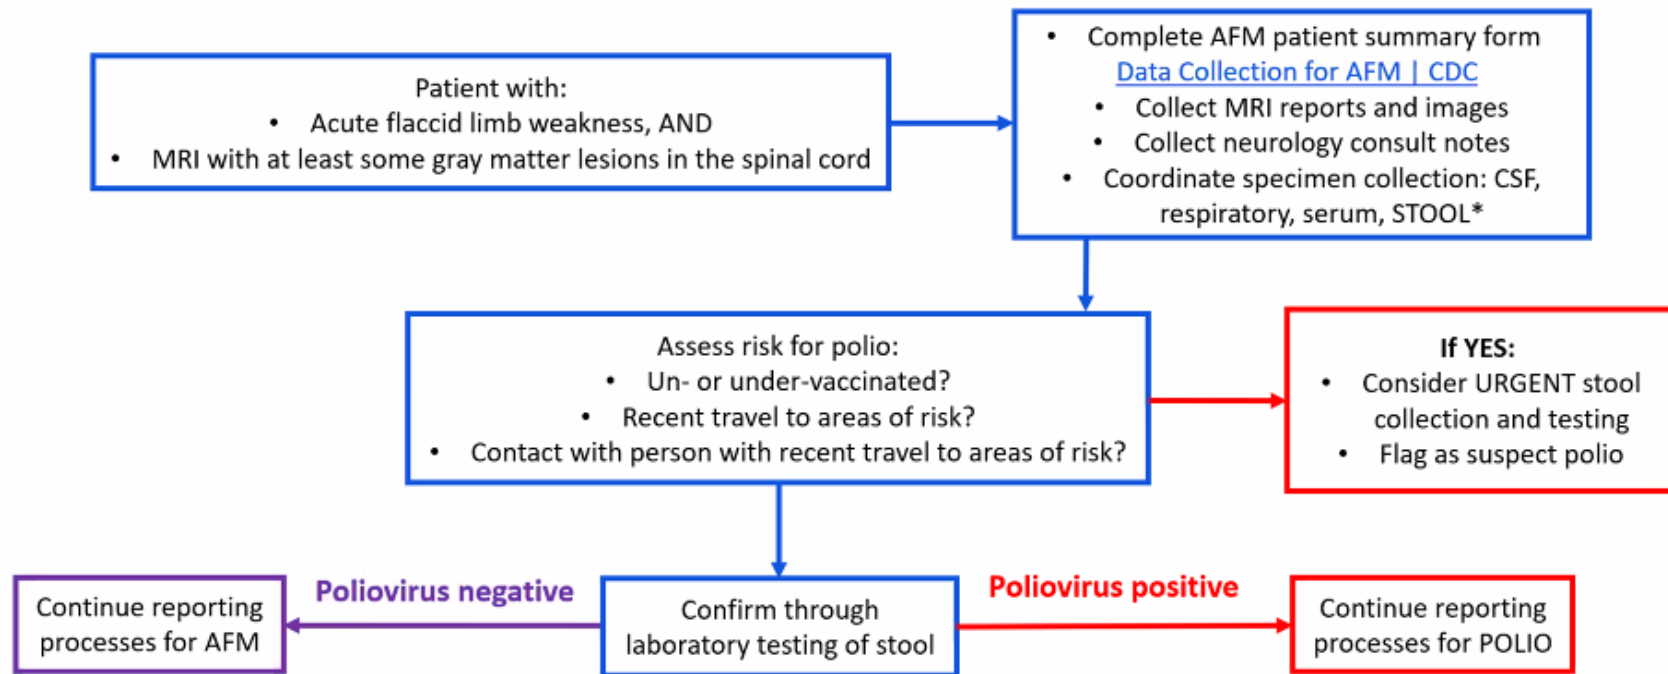 Patient with:
• Acute flaccid limb weakness, AND
• MRI with at least some gray matter lesions in the spinal cord
• Complete AFM patient summary form
Data Collection for AFM | CDC
• Collect MRI reports and images
• Collect neurology consult notes
• Coordinate specimen collection: CSF,
respiratory, serum, STOOL*
Assess risk for polio:
• Un- or under-vaccinated?
• Recent travel to areas of risk?
• Contact with person with recent travel to areas of risk?
If YES:
• Consider URGENT stool
collection and testing
• Flag as suspect polio
Continue reporting
processes for AFM
Poliovirus negative
Confirm through
laboratory testing of stool
Poliovirus positive
Continue reporting
processes for POLIO